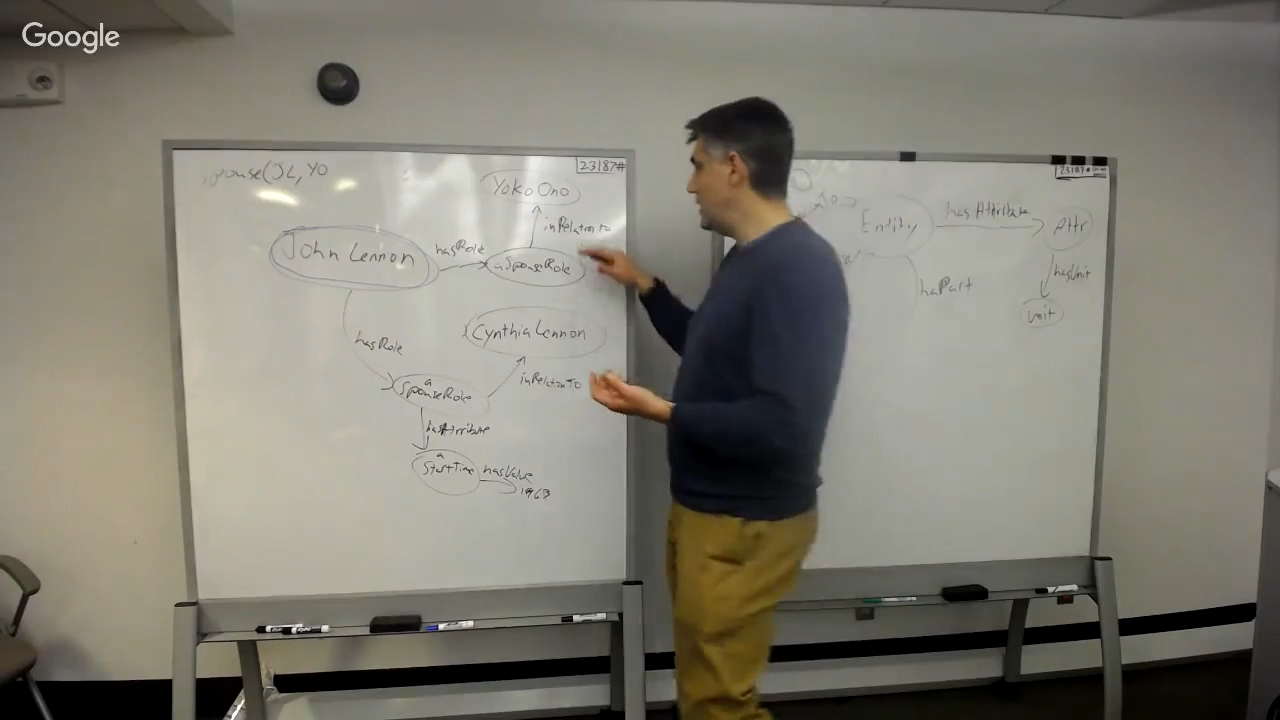 Google
spouse(JL, YO
23187#
Yoko Ono
inRelationTo
John Lennon
hasRole
a SpouseRole
Cynthia Lennon
hasRole
inRelationTo
a
SpouseRole
hasAttribute
a
StartTime
hasValue
1963
23187#
Entity
hasAttribute
Attr
hasUnit
unit
hasPart